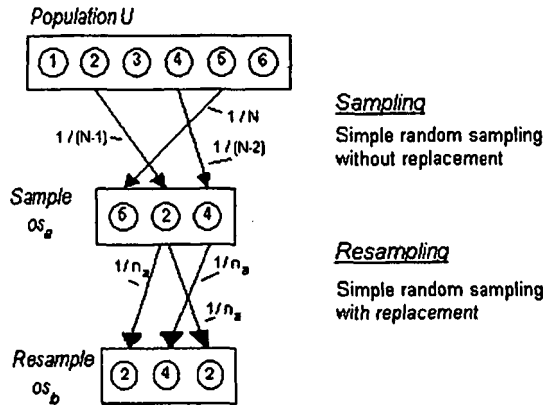 Population U
1 2 3 4 5 6
1/N
1/(N-1)
1/(N-2)
Sampling
Simple random sampling
without replacement
Sample
os_a
5 2 4
1/n_a
1/n_a
1/n_a
Resampling
Simple random sampling
with replacement
Resample
os_b
2 4 2